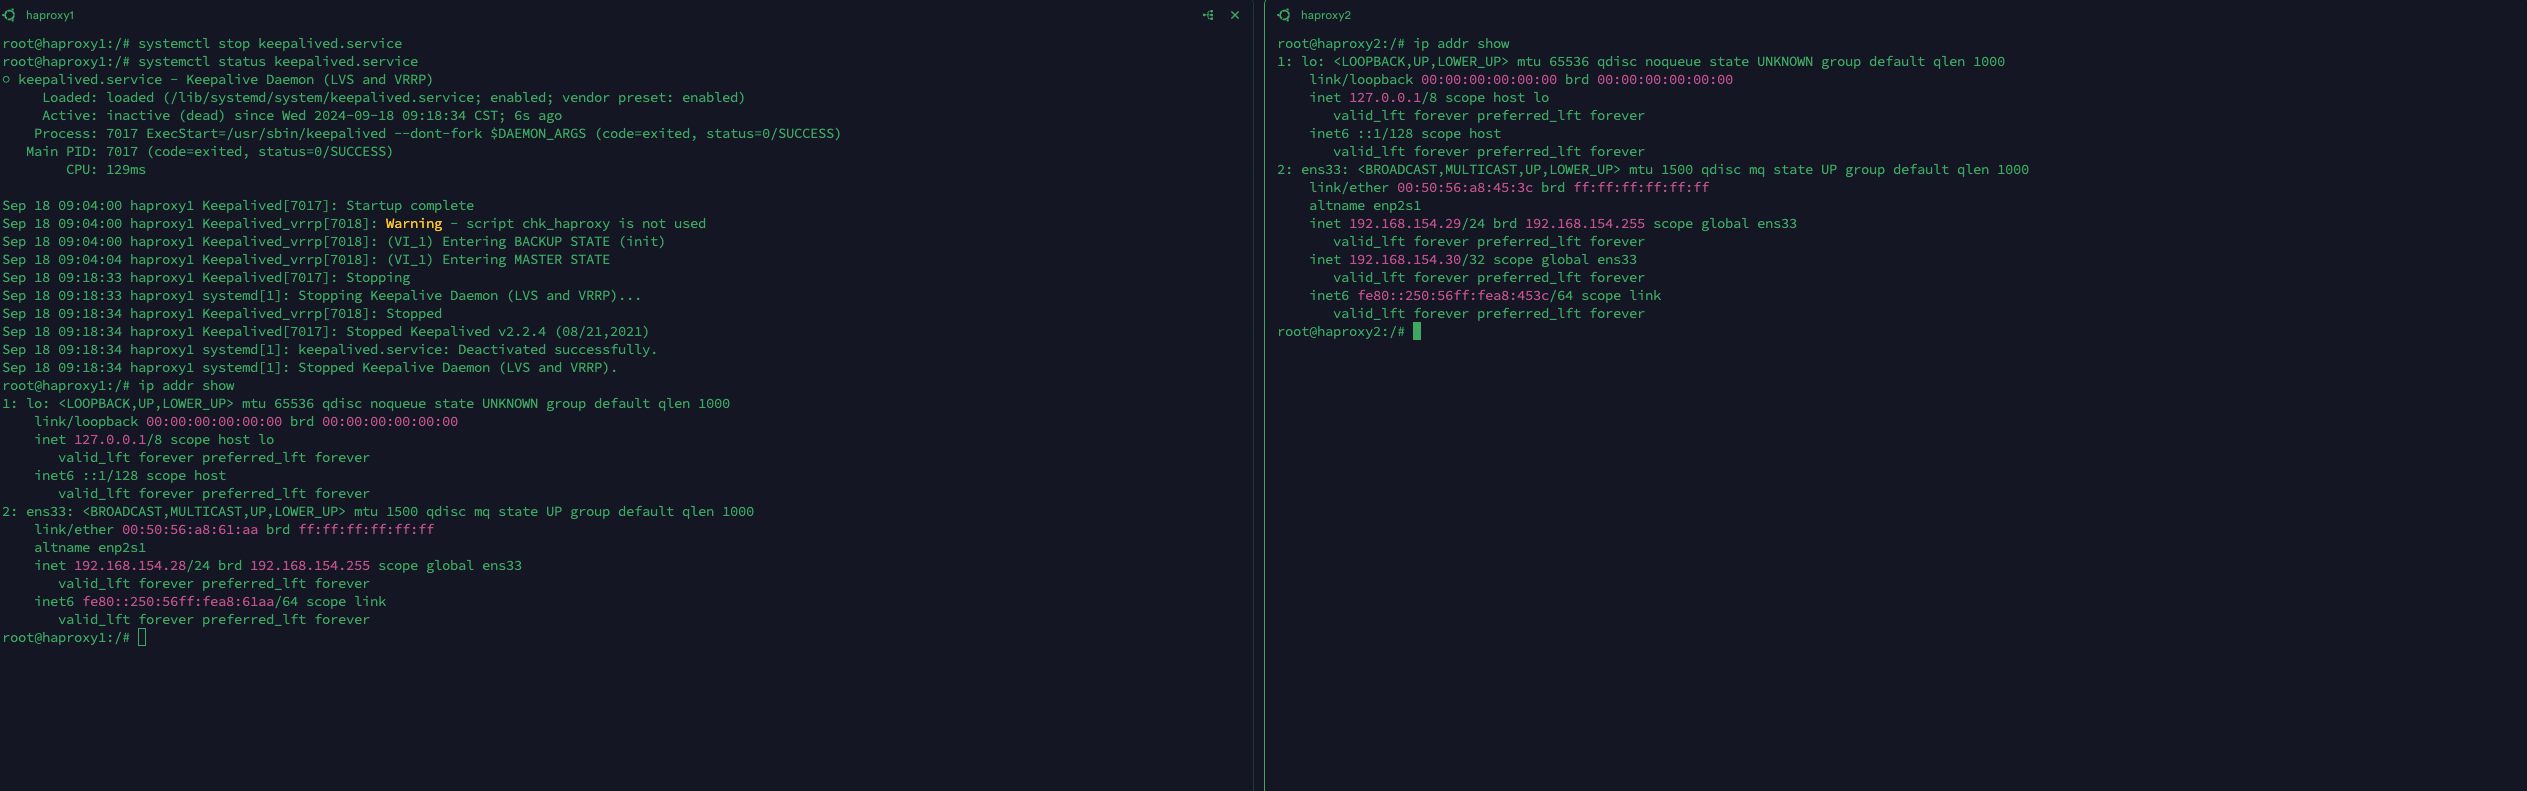 haproxy1
root@haproxy1:/# systemctl stop keepalived.service
root@haproxy1:/# systemctl status keepalived.service
○ keepalived.service - Keepalive Daemon (LVS and VRRP)
     Loaded: loaded (/lib/systemd/system/keepalived.service; enabled; vendor preset: enabled)
     Active: inactive (dead) since Wed 2024-09-18 09:18:34 CST; 6s ago
    Process: 7017 ExecStart=/usr/sbin/keepalived --dont-fork $DAEMON_ARGS (code=exited, status=0/SUCCESS)
   Main PID: 7017 (code=exited, status=0/SUCCESS)
        CPU: 129ms
Sep 18 09:04:00 haproxy1 Keepalived[7017]: Startup complete
Sep 18 09:04:00 haproxy1 Keepalived_vrrp[7018]: Warning - script chk_haproxy is not used
Sep 18 09:04:00 haproxy1 Keepalived_vrrp[7018]: (VI_1) Entering BACKUP STATE (init)
Sep 18 09:04:04 haproxy1 Keepalived_vrrp[7018]: (VI_1) Entering MASTER STATE
Sep 18 09:18:33 haproxy1 Keepalived[7017]: Stopping
Sep 18 09:18:33 haproxy1 systemd[1]: Stopping Keepalive Daemon (LVS and VRRP)...
Sep 18 09:18:34 haproxy1 Keepalived_vrrp[7018]: Stopped
Sep 18 09:18:34 haproxy1 Keepalived[7017]: Stopped Keepalived v2.2.4 (08/21,2021)
Sep 18 09:18:34 haproxy1 systemd[1]: keepalived.service: Deactivated successfully.
Sep 18 09:18:34 haproxy1 systemd[1]: Stopped Keepalive Daemon (LVS and VRRP).
root@haproxy1:/# ip addr show
1: lo: <LOOPBACK,UP,LOWER_UP> mtu 65536 qdisc noqueue state UNKNOWN group default qlen 1000
    link/loopback 00:00:00:00:00:00 brd 00:00:00:00:00:00
    inet 127.0.0.1/8 scope host lo
       valid_lft forever preferred_lft forever
    inet6 ::1/128 scope host
       valid_lft forever preferred_lft forever
2: ens33: <BROADCAST,MULTICAST,UP,LOWER_UP> mtu 1500 qdisc mq state UP group default qlen 1000
    link/ether 00:50:56:a8:61:aa brd ff:ff:ff:ff:ff:ff
    altname enp2s1
    inet 192.168.154.28/24 brd 192.168.154.255 scope global ens33
       valid_lft forever preferred_lft forever
    inet6 fe80::250:56ff:fea8:61aa/64 scope link
       valid_lft forever preferred_lft forever
root@haproxy1:/#
haproxy2
root@haproxy2:/# ip addr show
1: lo: <LOOPBACK,UP,LOWER_UP> mtu 65536 qdisc noqueue state UNKNOWN group default qlen 1000
    link/loopback 00:00:00:00:00:00 brd 00:00:00:00:00:00
    inet 127.0.0.1/8 scope host lo
       valid_lft forever preferred_lft forever
    inet6 ::1/128 scope host
       valid_lft forever preferred_lft forever
2: ens33: <BROADCAST,MULTICAST,UP,LOWER_UP> mtu 1500 qdisc mq state UP group default qlen 1000
    link/ether 00:50:56:a8:45:3c brd ff:ff:ff:ff:ff:ff
    altname enp2s1
    inet 192.168.154.29/24 brd 192.168.154.255 scope global ens33
       valid_lft forever preferred_lft forever
    inet 192.168.154.30/32 scope global ens33
       valid_lft forever preferred_lft forever
    inet6 fe80::250:56ff:fea8:453c/64 scope link
       valid_lft forever preferred_lft forever
root@haproxy2:/#